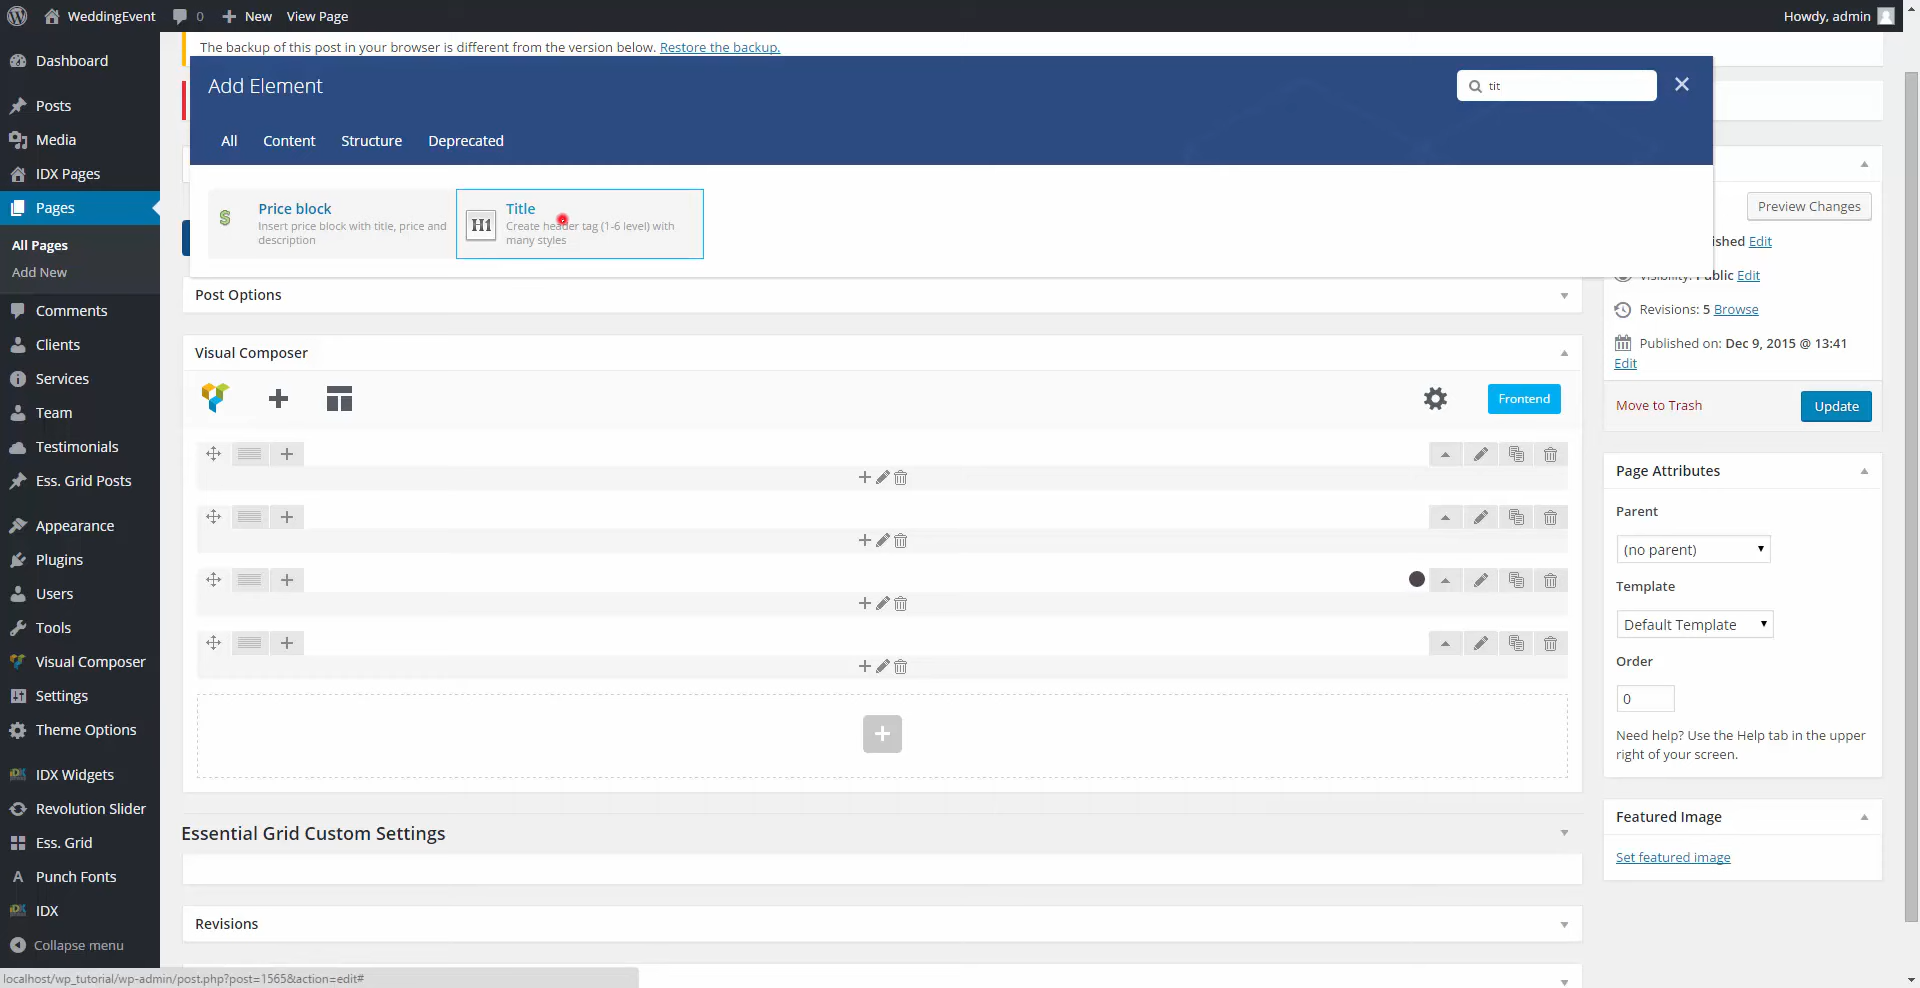 WeddingEvent
0
New
View Page
Howdy, admin
Dashboard
Posts
Media
IDX Pages
Pages
All Pages
Add New
Comments
Clients
Services
Team
Testimonials
Ess. Grid Posts
Appearance
Plugins
Users
Tools
Visual Composer
Settings
Theme Options
IDX Widgets
Revolution Slider
Ess. Grid
Punch Fonts
IDX
Collapse menu
The backup of this post in your browser is different from the version below. Restore the backup.
Add Element
tit
All
Content
Structure
Deprecated
$
Price block
Insert price block with title, price and
description
H1
Title
Create header tag (1-6 level) with
many styles
Post Options
Visual Composer
Frontend
Essential Grid Custom Settings
Revisions
Preview Changes
ished Edit
Visibility: Public Edit
Revisions: 5 Browse
Published on: Dec 9, 2015 @ 13:41
Edit
Move to Trash
Update
Page Attributes
Parent
(no parent)
Template
Default Template
Order
0
Need help? Use the Help tab in the upper
right of your screen.
Featured Image
Set featured image
localhost/wp_tutorial/wp-admin/post.php?post=1565&action=edit#